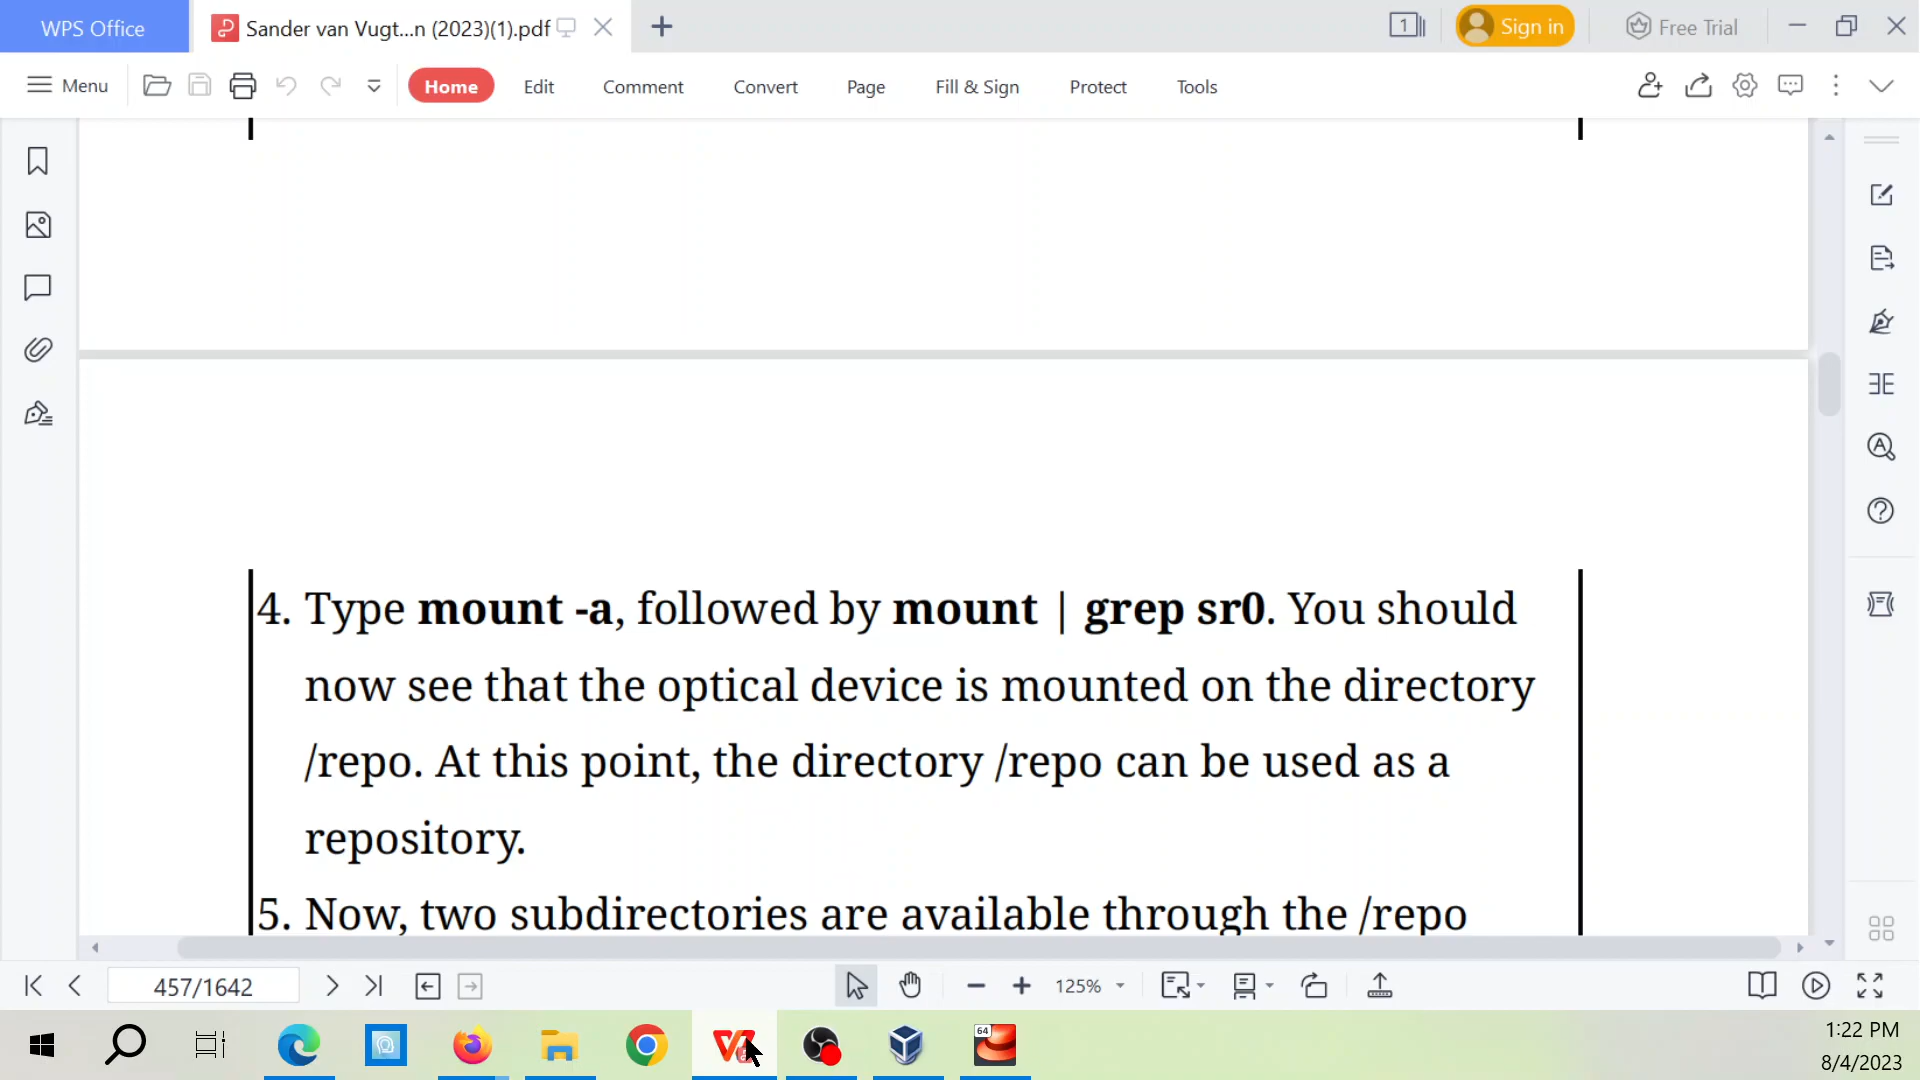 WPS Office
Sander van Vugt...n (2023)(1).pdf
1
Sign in
Free Trial
Menu
Home
Edit
Comment
Convert
Page
Fill & Sign
Protect
Tools
4. Type mount -a, followed by mount | grep sr0. You should
now see that the optical device is mounted on the directory
/repo. At this point, the directory /repo can be used as a
repository.
5. Now, two subdirectories are available through the /repo
457/1642
125%
64
1:22 PM
8/4/2023